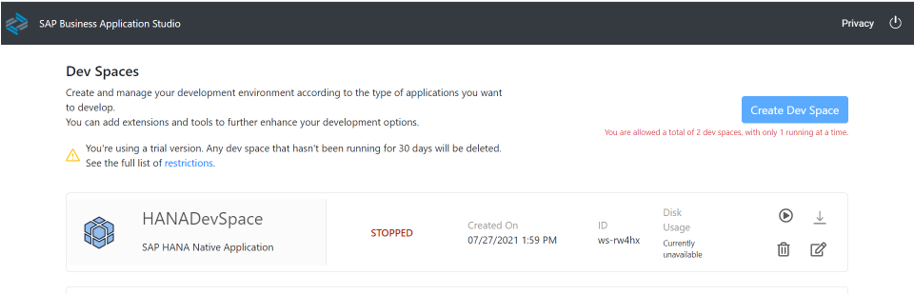 SAP Business Application Studio
Privacy
Dev Spaces
Create and manage your development environment according to the type of applications you want
to develop.
You can add extensions and tools to further enhance your development options.
Create Dev Space
You are allowed a total of 2 dev spaces, with only 1 running at a time.
You're using a trial version. Any dev space that hasn't been running for 30 days will be deleted.
See the full list of restrictions.
HANADevSpace
SAP HANA Native Application
STOPPED
Created On
07/27/2021 1:59 PM
ID
ws-rw4hx
Disk
Usage
Currently
unavailable